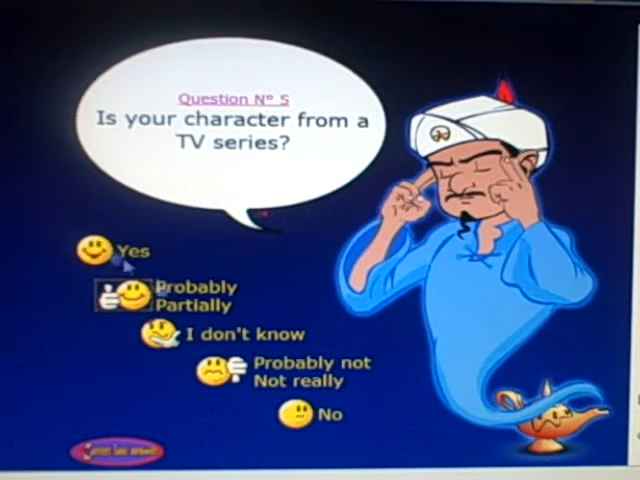 Question N° 5
Is your character from a
TV series?
Yes
Probably
Partially
I don't know
Probably not
Not really
No